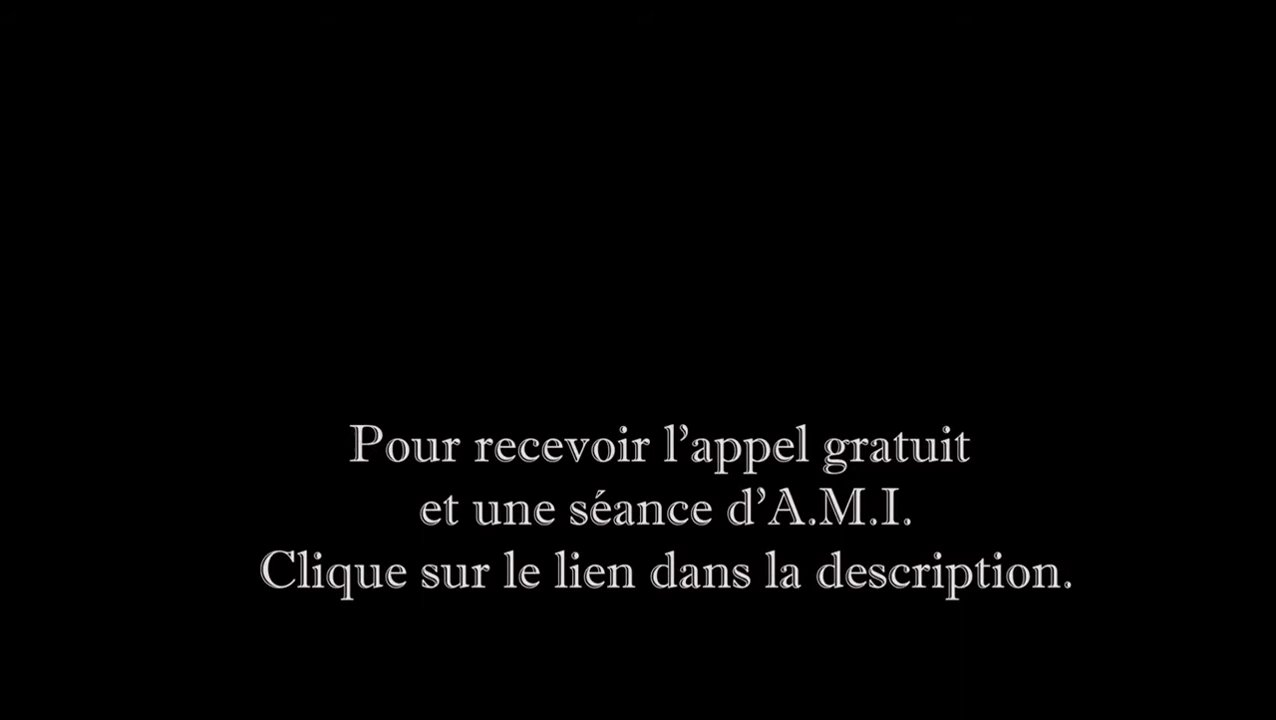 Pour recevoir l’appel gratuit
et une séance d’A.M.I.
Clique sur le lien dans la description.